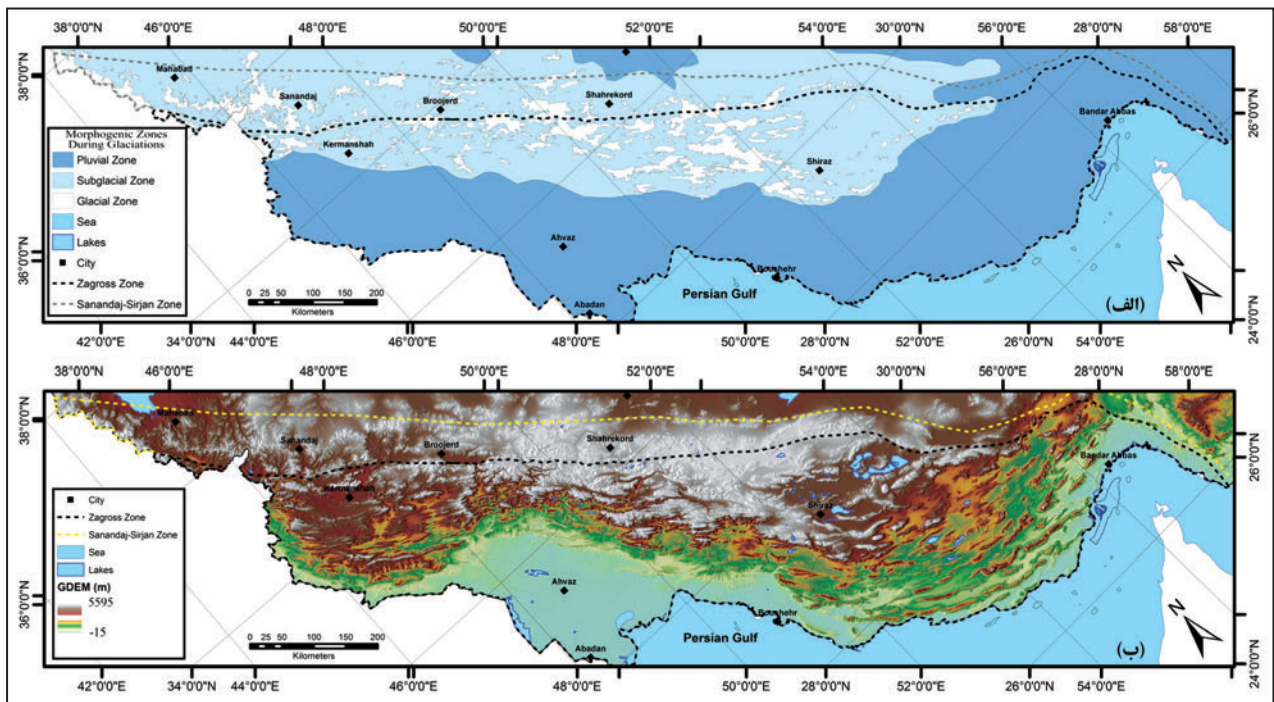 38°0'0"N 46°0'0"E 48°0'0"E 50°0'0"E 52°0'0"E 54°0'0"E 30°0'0"N 56°0'0"E 28°0'0"N 58°0'0"E
38°0'0"N
36°0'0"N
26°0'0"N
24°0'0"N
Mahabad
Sanandaj
Broojerd
Shahrekord
Kermanshah
Shiraz
Bandar Abbas
Ahvaz
Boushehr
Abadan
Persian Gulf
Morphogenic Zones
During Glaciations
Pluvial Zone
Subglacial Zone
Glacial Zone
Sea
Lakes
City
Zagross Zone
Sanandaj-Sirjan Zone
0 25 50 100 150 200
Kilometers
N
(الف)
42°0'0"E 34°0'0"N 44°0'0"E 46°0'0"E 48°0'0"E 50°0'0"E 28°0'0"N 52°0'0"E 26°0'0"N 54°0'0"E
38°0'0"N 46°0'0"E 48°0'0"E 50°0'0"E 52°0'0"E 54°0'0"E 30°0'0"N 56°0'0"E 28°0'0"N 58°0'0"E
38°0'0"N
36°0'0"N
26°0'0"N
24°0'0"N
Sanandaj
Broojerd
Shahrekord
Kermanshah
Shiraz
Bandar Abbas
Ahvaz
Boushehr
Abadan
Persian Gulf
City
Zagross Zone
Sanandaj-Sirjan Zone
Sea
Lakes
GDEM (m)
5595
-15
0 25 50 100 150 200
Kilometers
N
(ب)
42°0'0"E 34°0'0"N 44°0'0"E 46°0'0"E 48°0'0"E 50°0'0"E 28°0'0"N 52°0'0"E 26°0'0"N 54°0'0"E